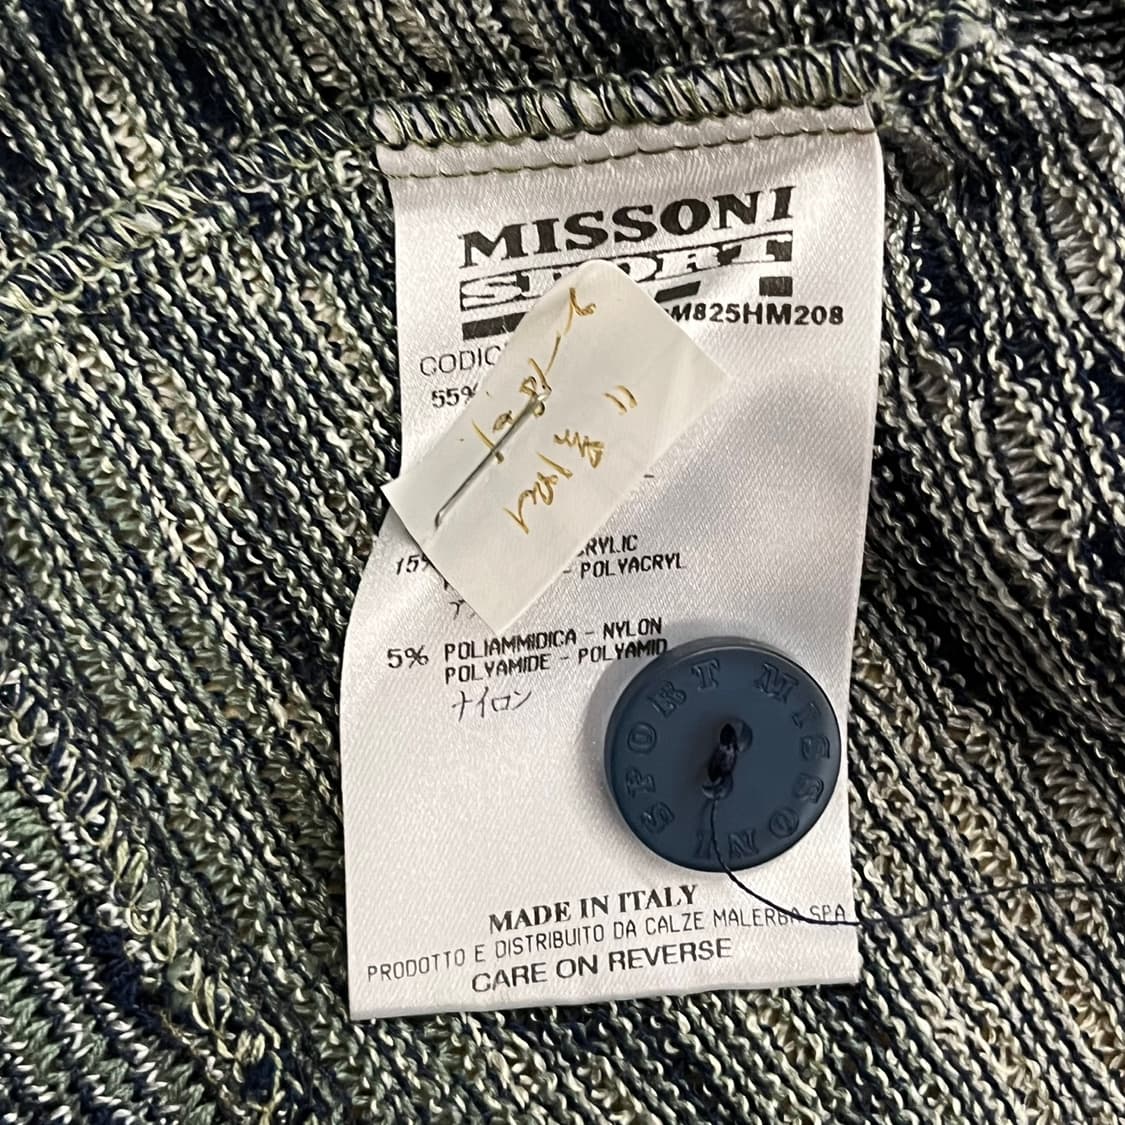 MISSONI
SPORT
M825HM208
CODIC
55%
15%
RYLIC
- POLYACRYL
5% POLIAMMIDICA - NYLON
POLYAMIDE - POLYAMID
ナイロン
SPORT MISSONI
MADE IN ITALY
PRODOTTO E DISTRIBUITO DA CALZE MALERBA SPA
CARE ON REVERSE